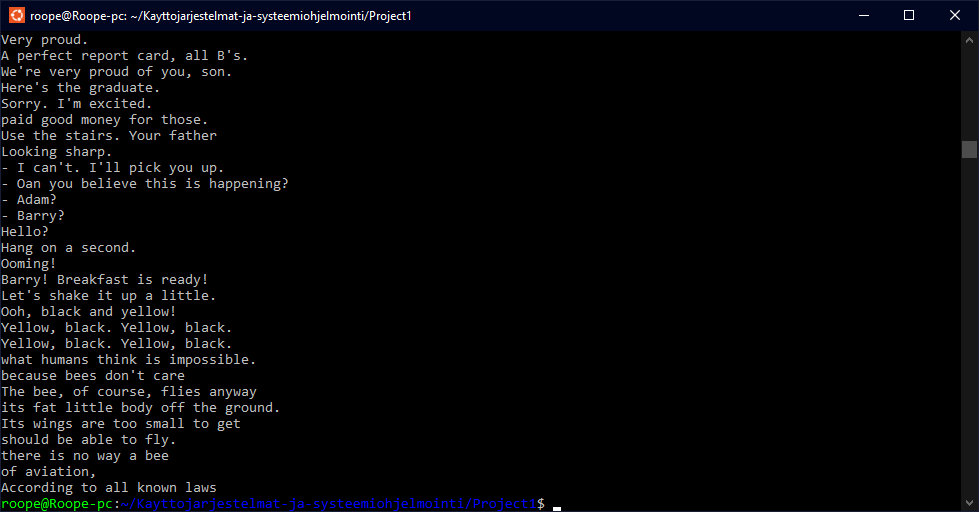 roope@Roope-pc: ~/Kayttojarjestelmat-ja-systeemiohjelmointi/Project1
Very proud.
A perfect report card, all B's.
We're very proud of you, son.
Here's the graduate.
Sorry. I'm excited.
paid good money for those.
Use the stairs. Your father
Looking sharp.
- I can't. I'll pick you up.
- Oan you believe this is happening?
- Adam?
- Barry?
Hello?
Hang on a second.
Ooming!
Barry! Breakfast is ready!
Let's shake it up a little.
Ooh, black and yellow!
Yellow, black. Yellow, black.
Yellow, black. Yellow, black.
what humans think is impossible.
because bees don't care
The bee, of course, flies anyway
its fat little body off the ground.
Its wings are too small to get
should be able to fly.
there is no way a bee
of aviation,
According to all known laws
roope@Roope-pc:~/Kayttojarjestelmat-ja-systeemiohjelmointi/Project1$